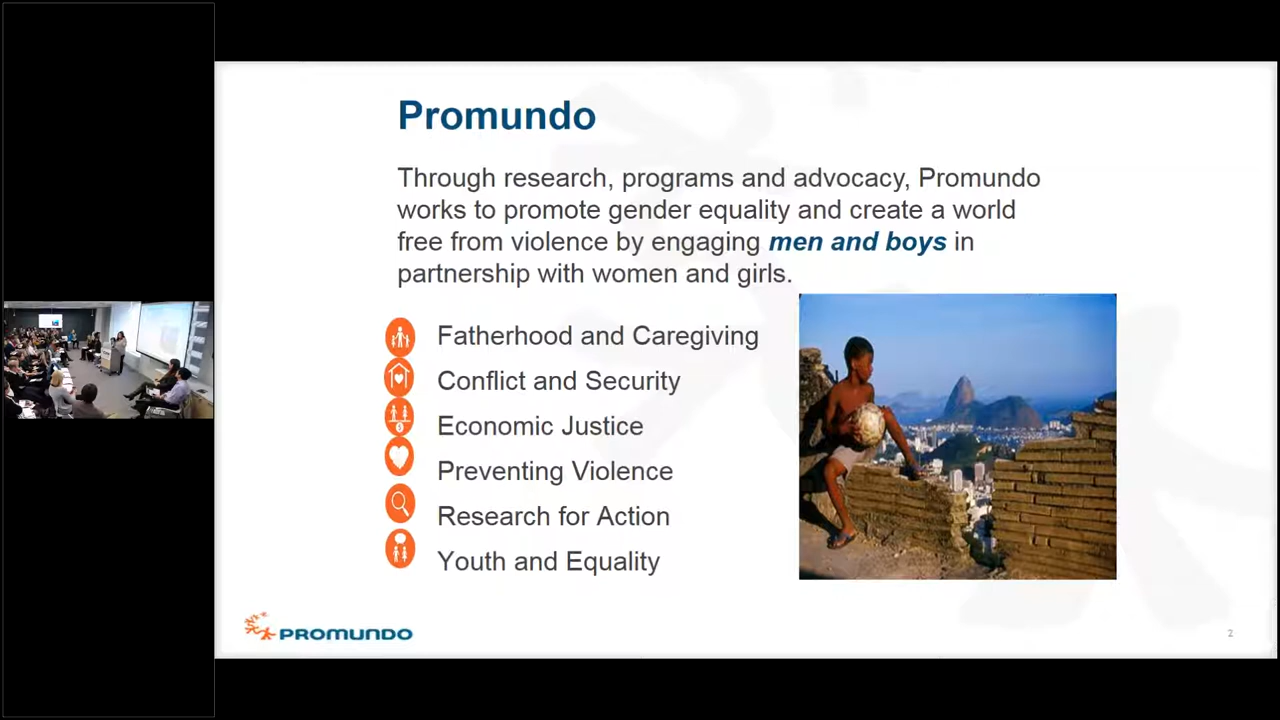 Promundo
Through research, programs and advocacy, Promundo
works to promote gender equality and create a world
free from violence by engaging men and boys in
partnership with women and girls.
Fatherhood and Caregiving
Conflict and Security
Economic Justice
Preventing Violence
Research for Action
Youth and Equality
PROMUNDO
2